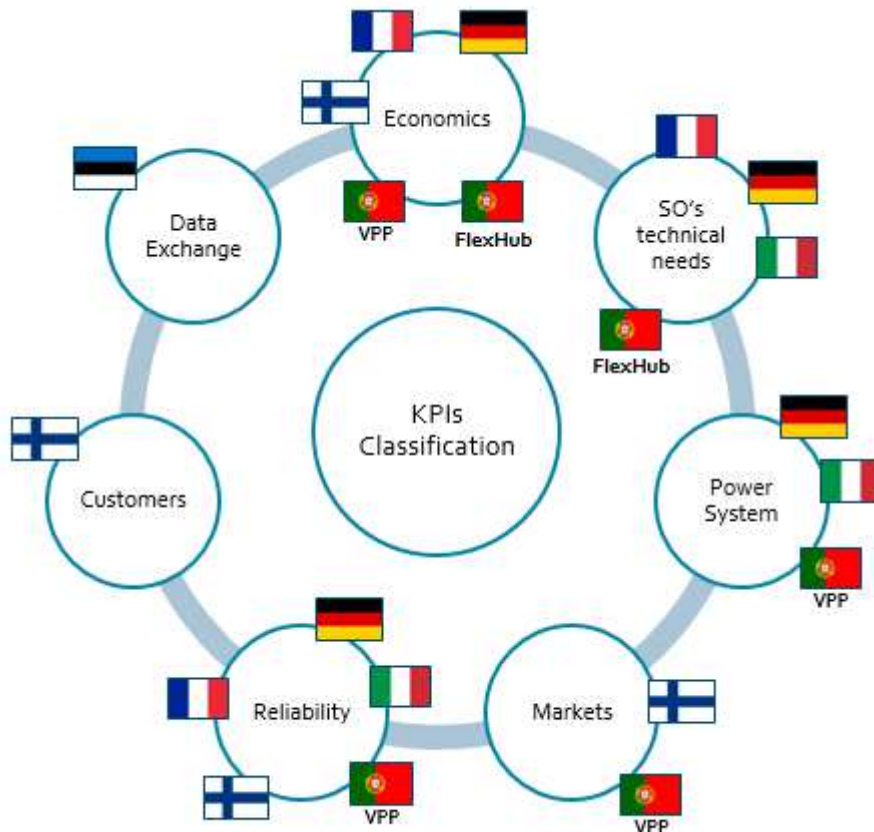 Economics
VPP
FlexHub
SO's
technical
needs
FlexHub
Power
System
VPP
Markets
VPP
Reliability
VPP
Customers
Data
Exchange
KPIs
Classification